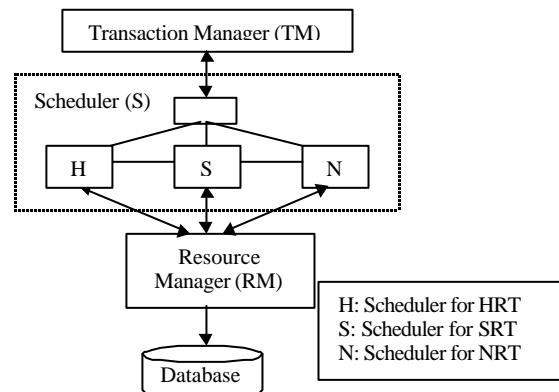 Transaction Manager (TM)
Scheduler (S)
H
S
N
Resource
Manager (RM)
H: Scheduler for HRT
S: Scheduler for SRT
N: Scheduler for NRT
Database